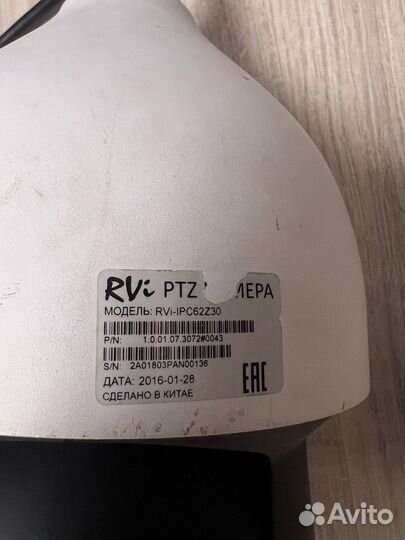 RVi PTZ МЕРА
МОДЕЛЬ: RVi-IPC62Z30
P/N: 1.0.01.07.3072#0043
S/N: 2A01803PAN00136
ДАТА: 2016-01-28
СДЕЛАНО В КИТАЕ
EAC
Avito